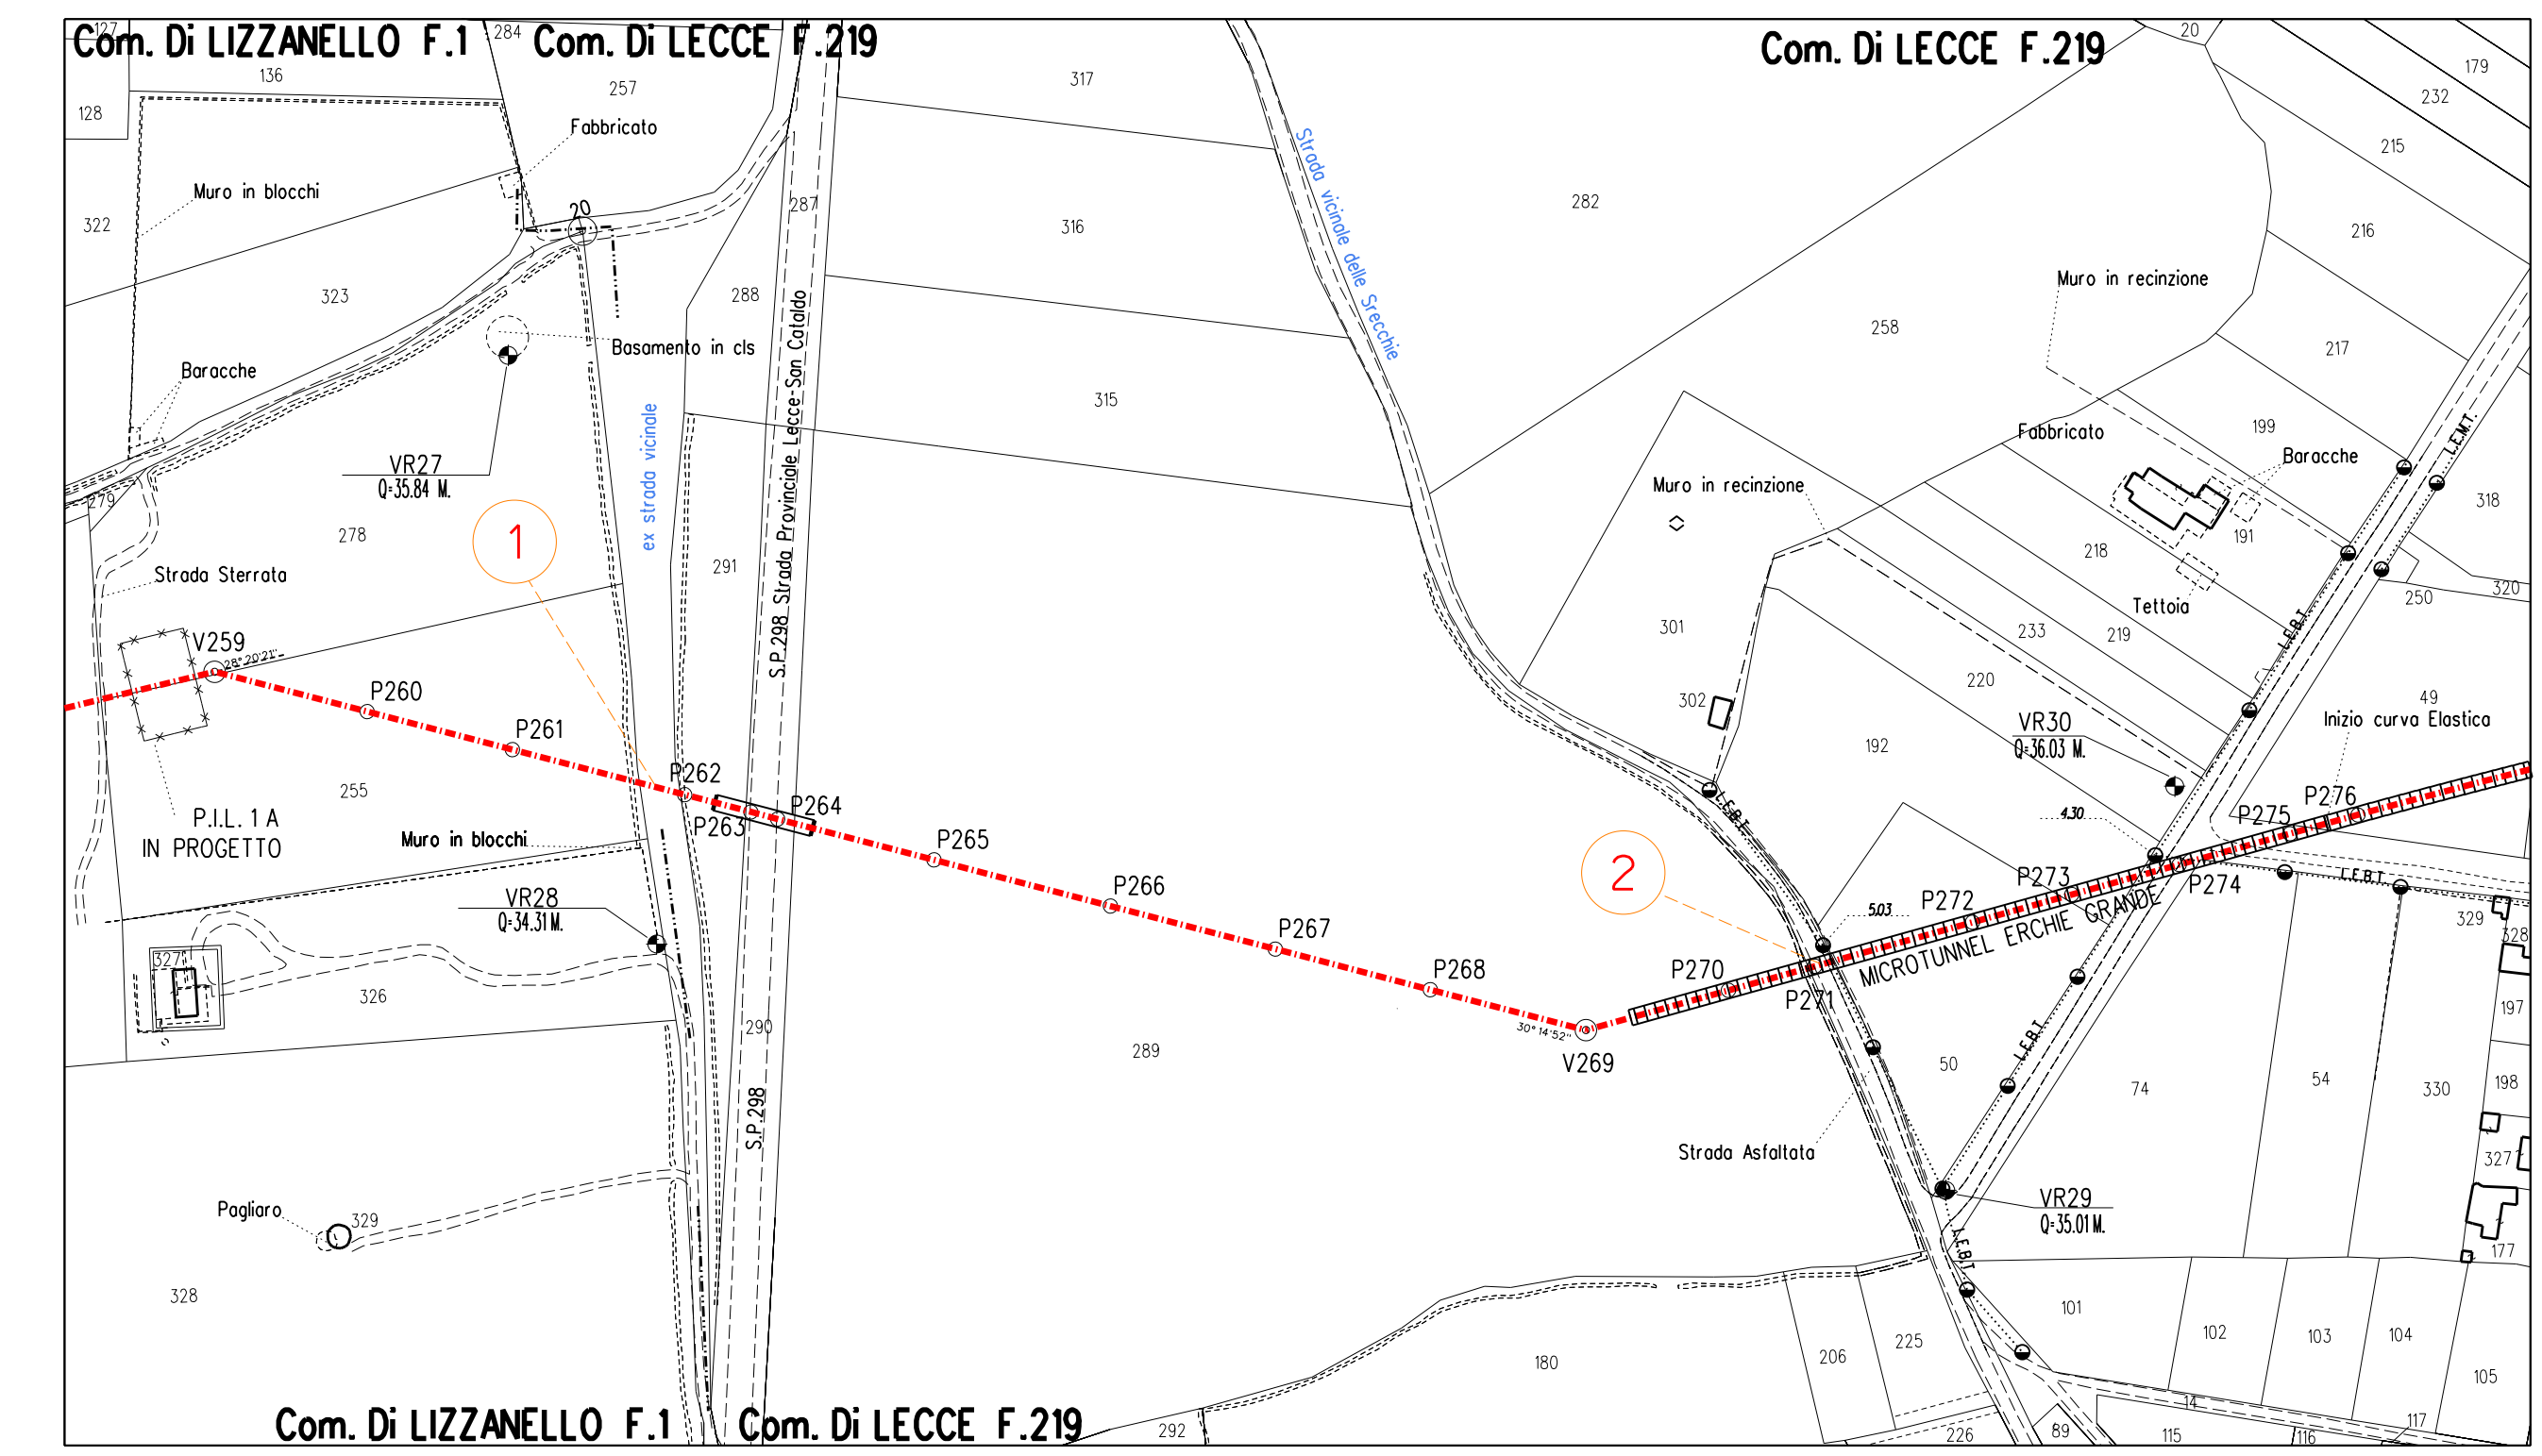 Com. Di LIZZANELLO F.1
Com. Di LECCE F.219
Com. Di LECCE F.219
127
284
136
257
128
317
20
179
232
Fabbricato
215
Muro in blocchi
322
20
287
316
282
216
Strada vicinale delle Srecchie
323
288
Muro in recinzione
258
217
Basamento in cls
Baracche
315
199
Fabbricato
L.E.M.T.
Baracche
VR27
Q=35.84 M.
ex strada vicinale
S.P.298 Strada Provinciale Lecce-San Cataldo
Muro in recinzione
279
318
278
1
191
218
291
Strada Sterrata
320
250
Tettoia
301
233
219
L.E.B.T.
V259
28° 20'21"
220
49
302
P260
VR30
Q=36.03 M.
Inizio curva Elastica
P261
192
P262
255
P276
P264
P.I.L. 1 A
IN PROGETTO
P263
L.E.B.T.
4.30
P275
Muro in blocchi
P265
2
P273
P274
L.E.B.T.
P266
VR28
Q=34.31 M.
5.03
P272
329
328
P267
MICROTUNNEL ERCHIE GRANDE
327
P268
P270
326
P271
197
290
30° 14'52"
289
V269
50
L.E.B.T.
74
54
330
198
S.P.298
Strada Asfaltata
327
VR29
Q=35.01 M.
Pagliaro
329
L.E.B.T.
177
328
101
102
103
104
225
206
180
105
14
117
292
226
89
115
116
Com. Di LIZZANELLO F.1
Com. Di LECCE F.219